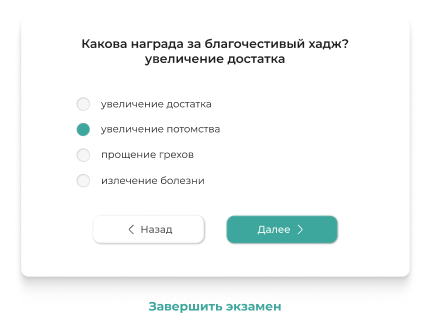 Какова награда за благочестивый хадж?
увеличение достатка
увеличение достатка
увеличение потомства
прощение грехов
излечение болезни
Назад
Далее
Завершить экзамен